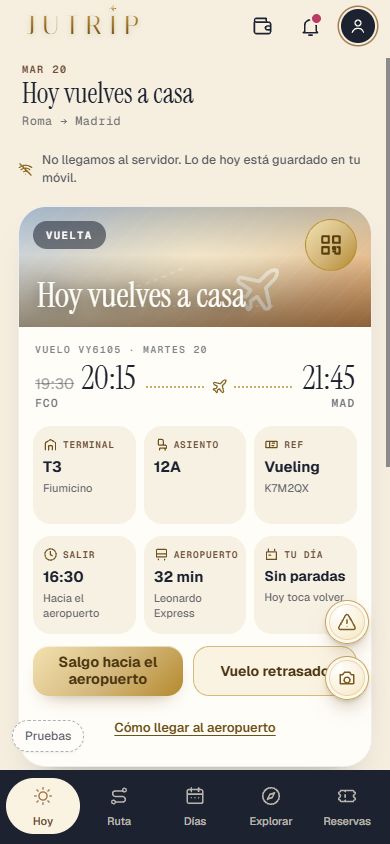 JUTRIP
MAR 20
Hoy vuelves a casa
Roma → Madrid
No llegamos al servidor. Lo de hoy está guardado en tu
móvil.
VUELTA
Hoy vuelves a casa
VUELO VY6105 · MARTES 20
19:30 20:15 21:45
FCO MAD
TERMINAL
T3
Fiumicino
ASIENTO
12A
REF
Vueling
K7M2QX
SALIR
16:30
Hacia el
aeropuerto
AEROPUERTO
32 min
Leonardo
Express
TU DÍA
Sin paradas
Hoy toca volver
Salgo hacia el
aeropuerto
Vuelo retrasado
Pruebas
Cómo llegar al aeropuerto
Hoy Ruta Días Explorar Reservas